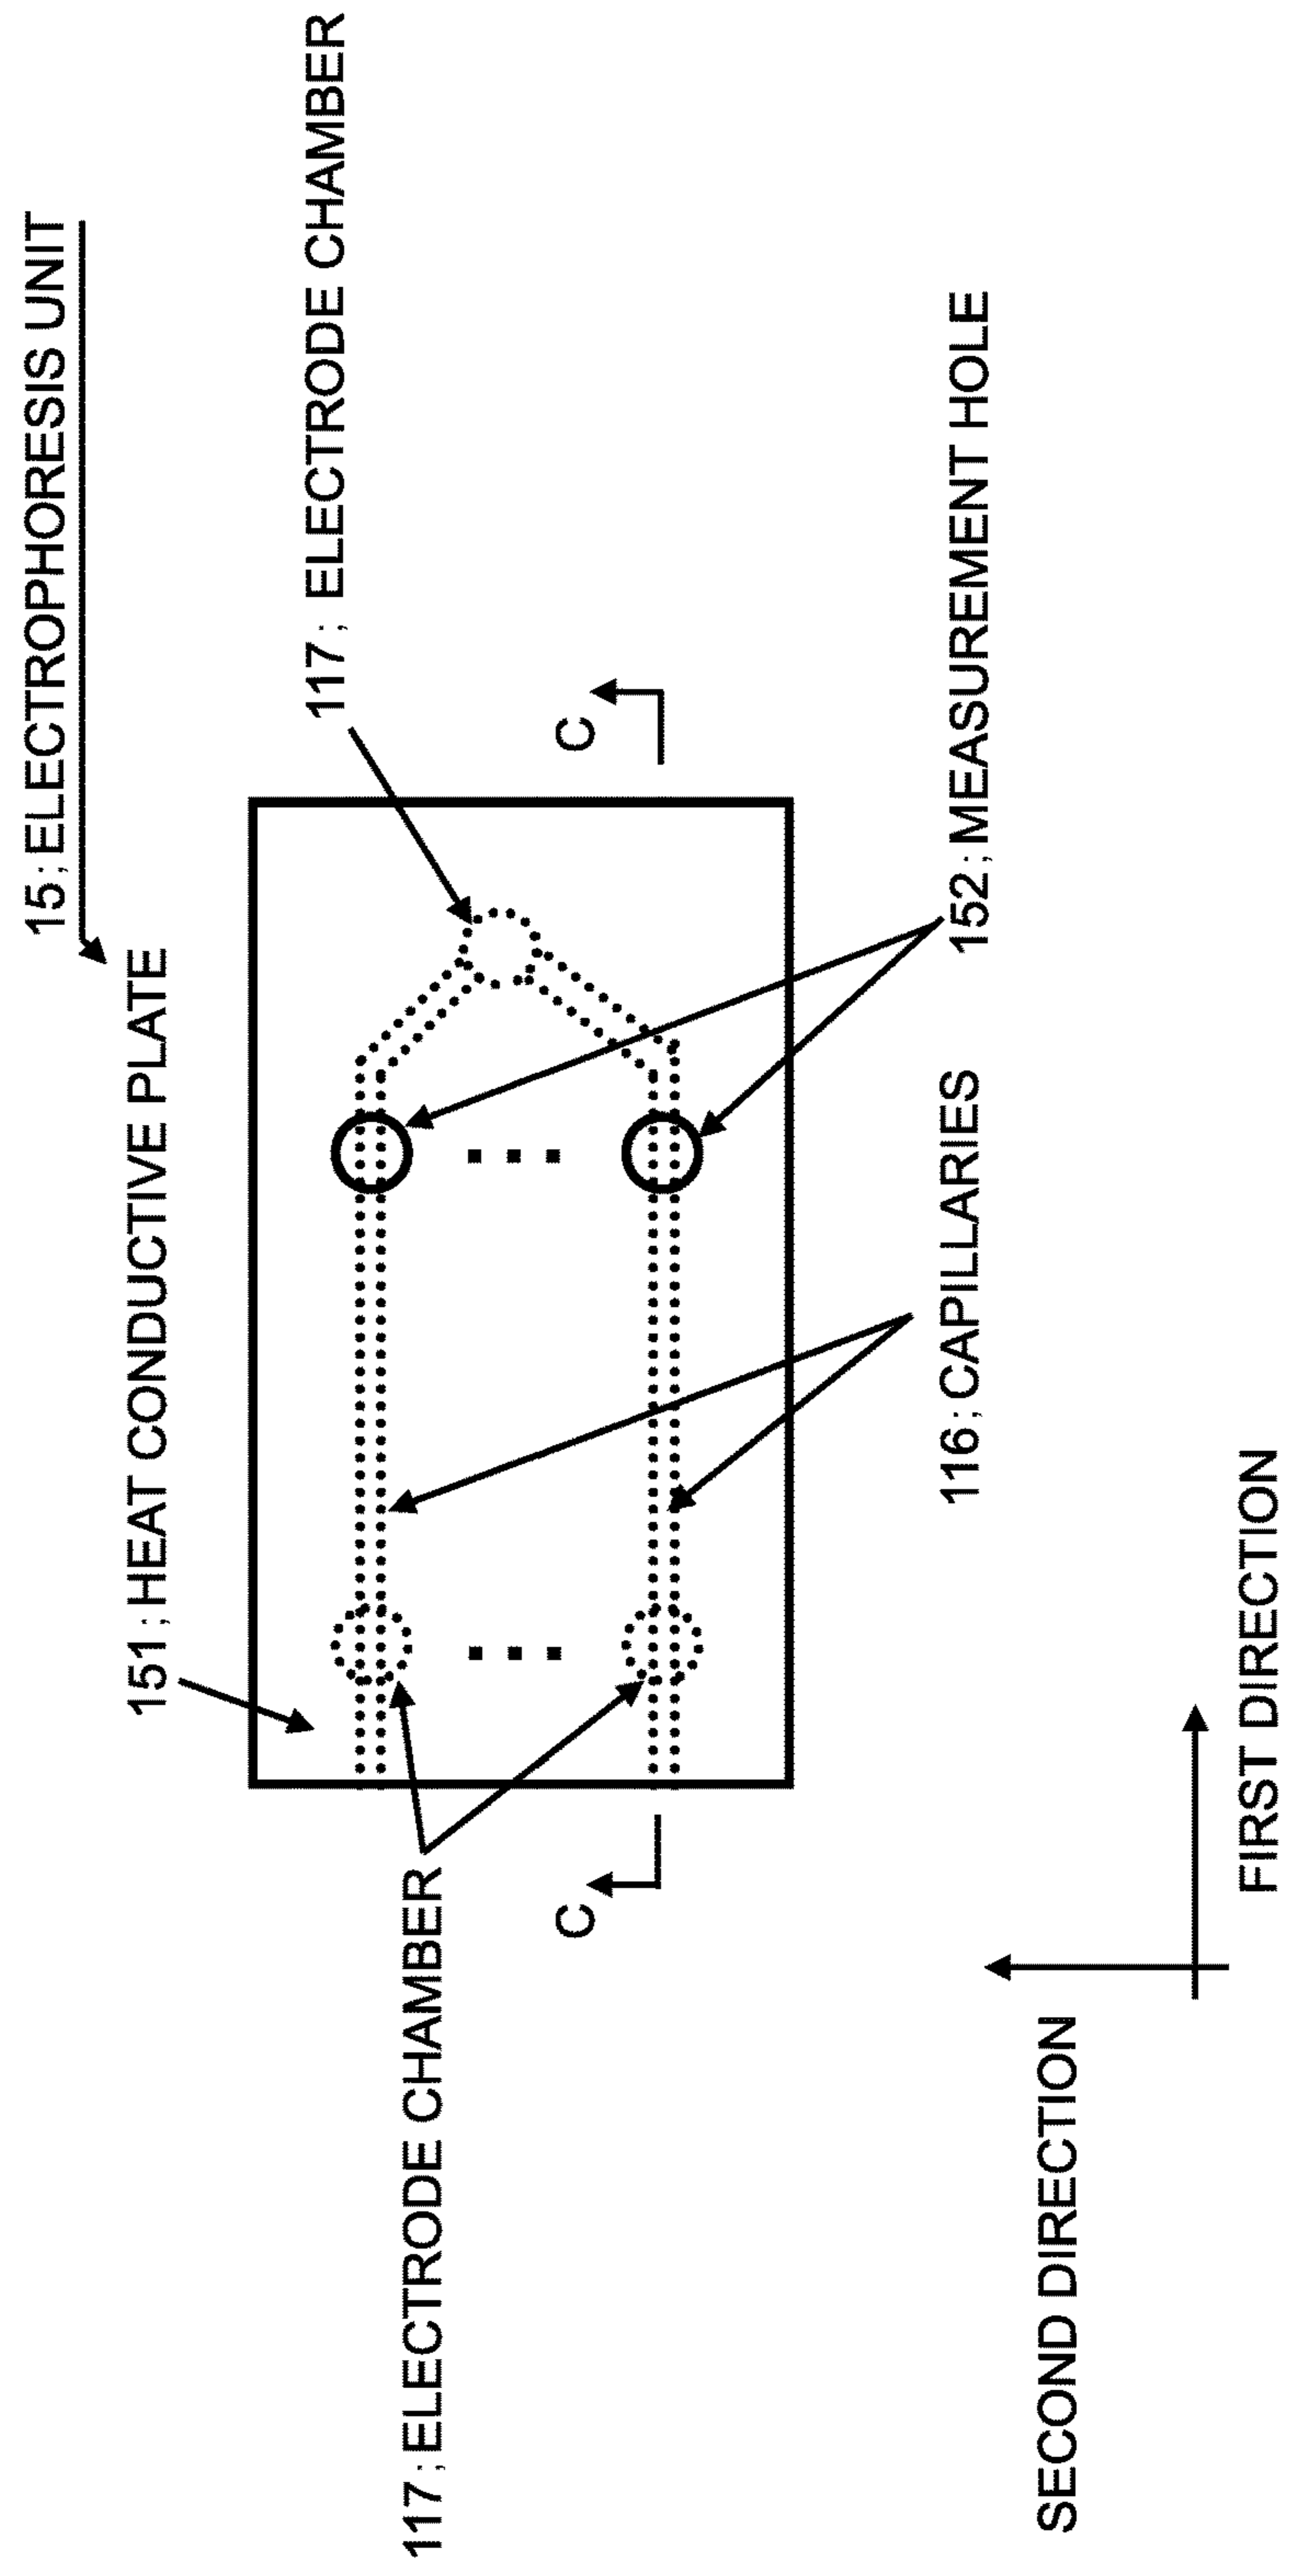 15;ELECTROPHORESIS UNIT
151;HEAT CONDUCTIVE PLATE
117; ELECTRODE CHAMBER
117;ELECTRODE CHAMBER
C
C
116;CAPILLARIES
152;MEASUREMENT HOLE
SECOND DIRECTION
FIRST DIRECTION